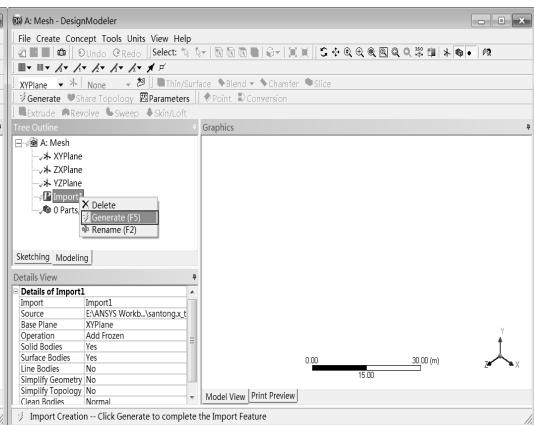 A: Mesh - DesignModeler
File Create Concept Tools Units View Help
Undo Redo Select:
XYPlane None Thin/Surface Blend Chamfer Slice
Generate Share Topology Parameters Point Conversion
Extrude Revolve Sweep Skin/Loft
Tree Outline
A: Mesh
XYPlane
ZXPlane
YZPlane
Import1
0 Parts,
Delete
Generate (F5)
Rename (F2)
Sketching Modeling
Details View
Details of Import1
Import Import1
Source E:\ANSYS Workb...\santong.x_t
Base Plane XYPlane
Operation Add Frozen
Solid Bodies Yes
Surface Bodies Yes
Line Bodies No
Simplify Geometry No
Simplify Topology No
Clean Bodies Normal
Graphics
0.00 30.00 (m)
15.00
Y
Z X
Model View Print Preview
Import Creation -- Click Generate to complete the Import Feature